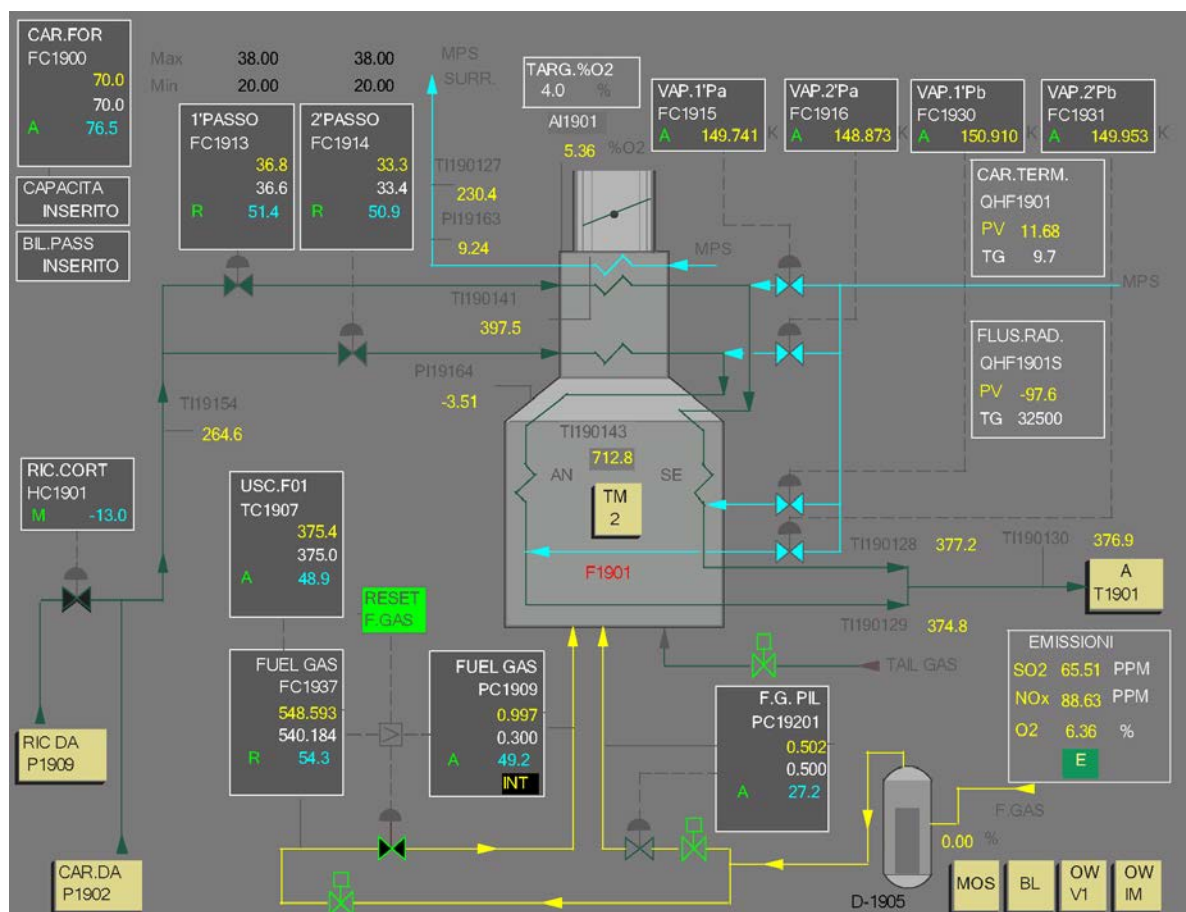 CAR.FOR
FC1900
70.0
70.0
A 76.5
CAPACITA
INSERITO
BIL.PASS
INSERITO
Max 38.00 38.00
Min 20.00 20.00
MPS
SURR.
1'PASSO
FC1913
36.8
36.6
R 51.4
2'PASSO
FC1914
33.3
33.4
R 50.9
TARG.%O2
4.0 %
AI1901
5.36 %O2
TI190127
230.4
PI19163
9.24
VAP.1'Pa
FC1915
A 149.741 K
VAP.2'Pa
FC1916
A 148.873 K
VAP.1'Pb
FC1930
A 150.910 K
VAP.2'Pb
FC1931
A 149.953 K
CAR.TERM.
QHF1901
PV 11.68
TG 9.7
MPS
MPS
TI190141
397.5
PI19164
-3.51
FLUS.RAD.
QHF1901S
PV -97.6
TG 32500
TI19154
264.6
TI190143
712.8
AN SE
TM
2
F1901
RIC.CORT
HC1901
M -13.0
USC.F01
TC1907
375.4
375.0
A 48.9
RESET
F.GAS
TI190128 377.2
TI190130 376.9
A
T1901
TI190129 374.8
TAIL GAS
EMISSIONI
SO2 65.51 PPM
NOx 88.63 PPM
O2 6.36 %
E
FUEL GAS
FC1937
548.593
540.184
R 54.3
>
FUEL GAS
PC1909
0.997
0.300
A 49.2
INT
F.G. PIL
PC19201
0.502
0.500
A 27.2
RIC DA
P1909
CAR.DA
P1902
F.GAS
0.00 %
D-1905
MOS
BL
OW
V1
OW
IM